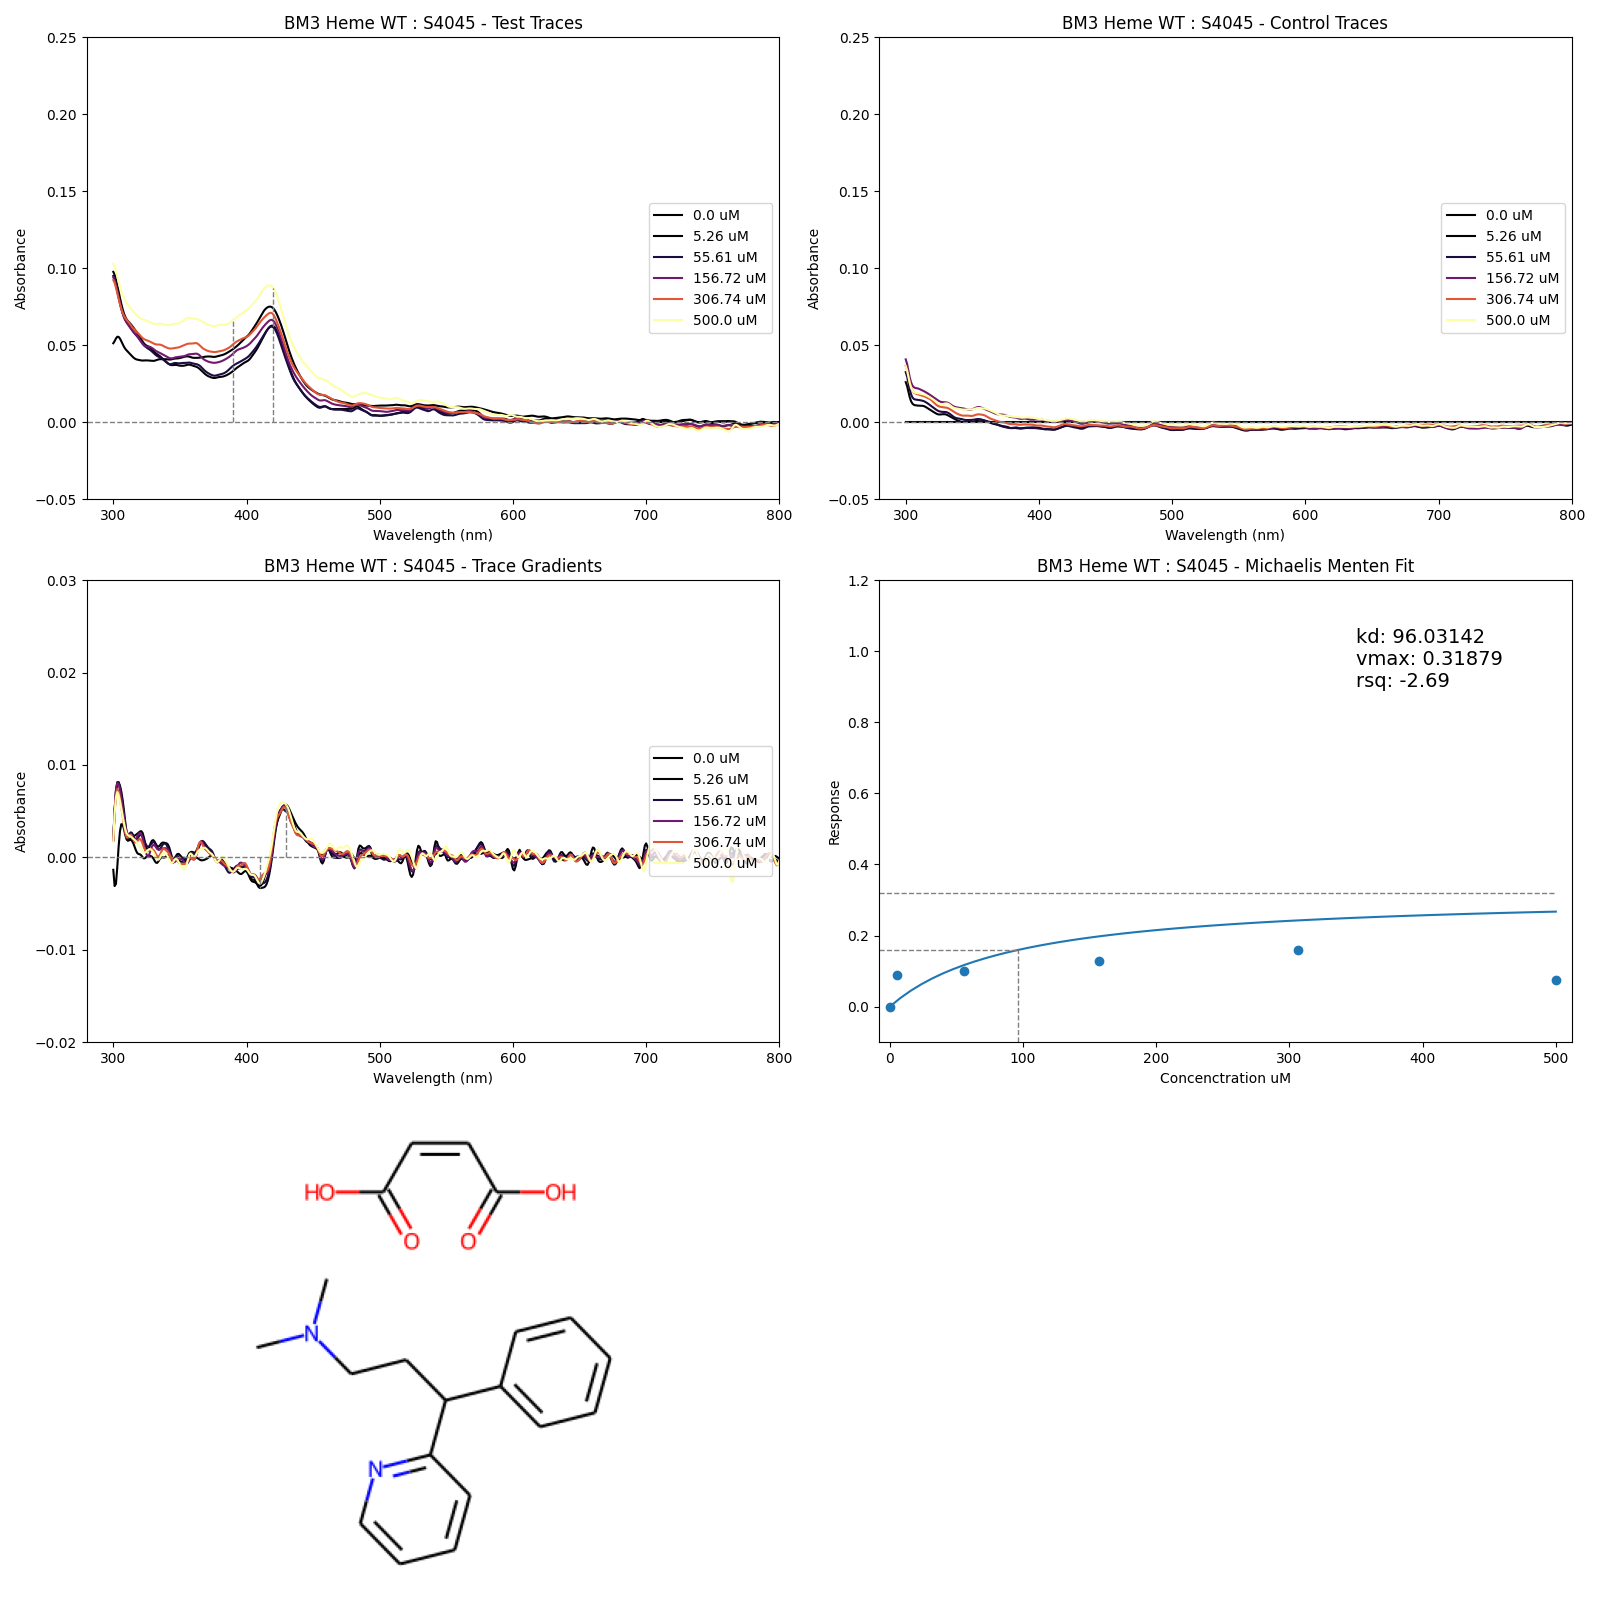 BM3 Heme WT : S4045 - Test Traces
0.25
0.20
0.15
0.10
0.05
0.00
−0.05
Absorbance
300 400 500 600 700 800
Wavelength (nm)
0.0 uM
5.26 uM
55.61 uM
156.72 uM
306.74 uM
500.0 uM
BM3 Heme WT : S4045 - Control Traces
0.25
0.20
0.15
0.10
0.05
0.00
−0.05
Absorbance
300 400 500 600 700 800
Wavelength (nm)
0.0 uM
5.26 uM
55.61 uM
156.72 uM
306.74 uM
500.0 uM
BM3 Heme WT : S4045 - Trace Gradients
0.03
0.02
0.01
0.00
−0.01
−0.02
Absorbance
300 400 500 600 700 800
Wavelength (nm)
0.0 uM
5.26 uM
55.61 uM
156.72 uM
306.74 uM
500.0 uM
BM3 Heme WT : S4045 - Michaelis Menten Fit
1.2
1.0
0.8
0.6
0.4
0.2
0.0
Response
kd: 96.03142
vmax: 0.31879
rsq: -2.69
0 100 200 300 400 500
Concenctration uM
HO OH
O O
N
N